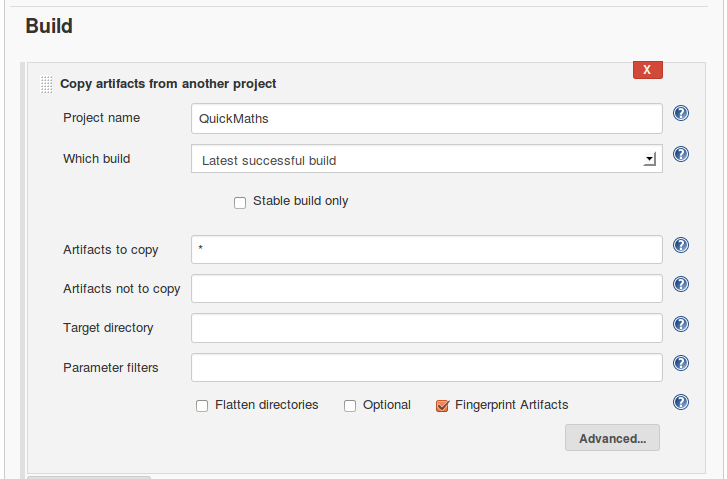 Build
X
Copy artifacts from another project
Project name QuickMaths ?
Which build Latest successful build ?
Stable build only
Artifacts to copy * ?
Artifacts not to copy ?
Target directory ?
Parameter filters ?
Flatten directories Optional Fingerprint Artifacts ?
Advanced...